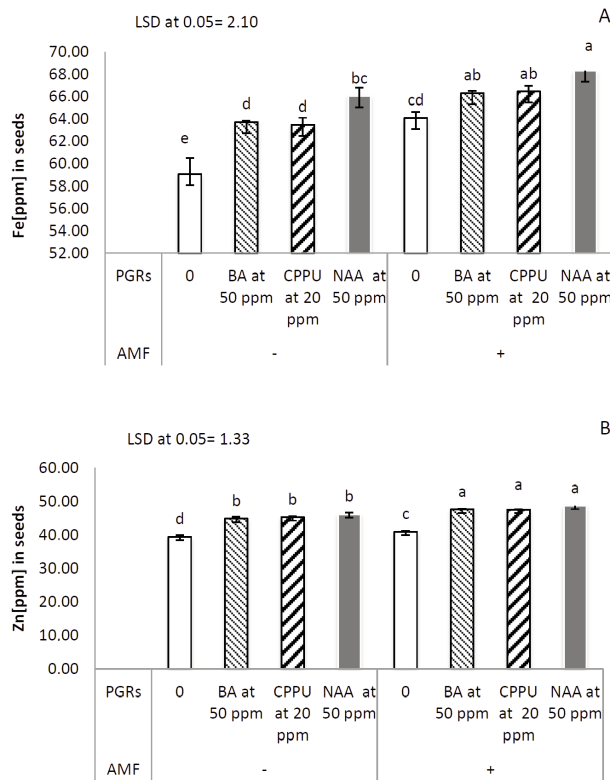 A
LSD at 0.05= 2.10
Fe[ppm] in seeds
70.00
68.00
66.00
64.00
62.00
60.00
58.00
56.00
54.00
52.00
e
d
d
bc
cd
ab
ab
a
PGRs
0
BA at
50 ppm
CPPU
at 20
ppm
NAA at
50 ppm
0
BA at
50 ppm
CPPU
at 20
ppm
NAA at
50 ppm
AMF
-
+
B
LSD at 0.05= 1.33
Zn[ppm] in seeds
60.00
50.00
40.00
30.00
20.00
10.00
0.00
d
b
b
b
c
a
a
a
PGRs
0
BA at
50 ppm
CPPU
at 20
ppm
NAA at
50 ppm
0
BA at
50 ppm
CPPU
at 20
ppm
NAA at
50 ppm
AMF
-
+